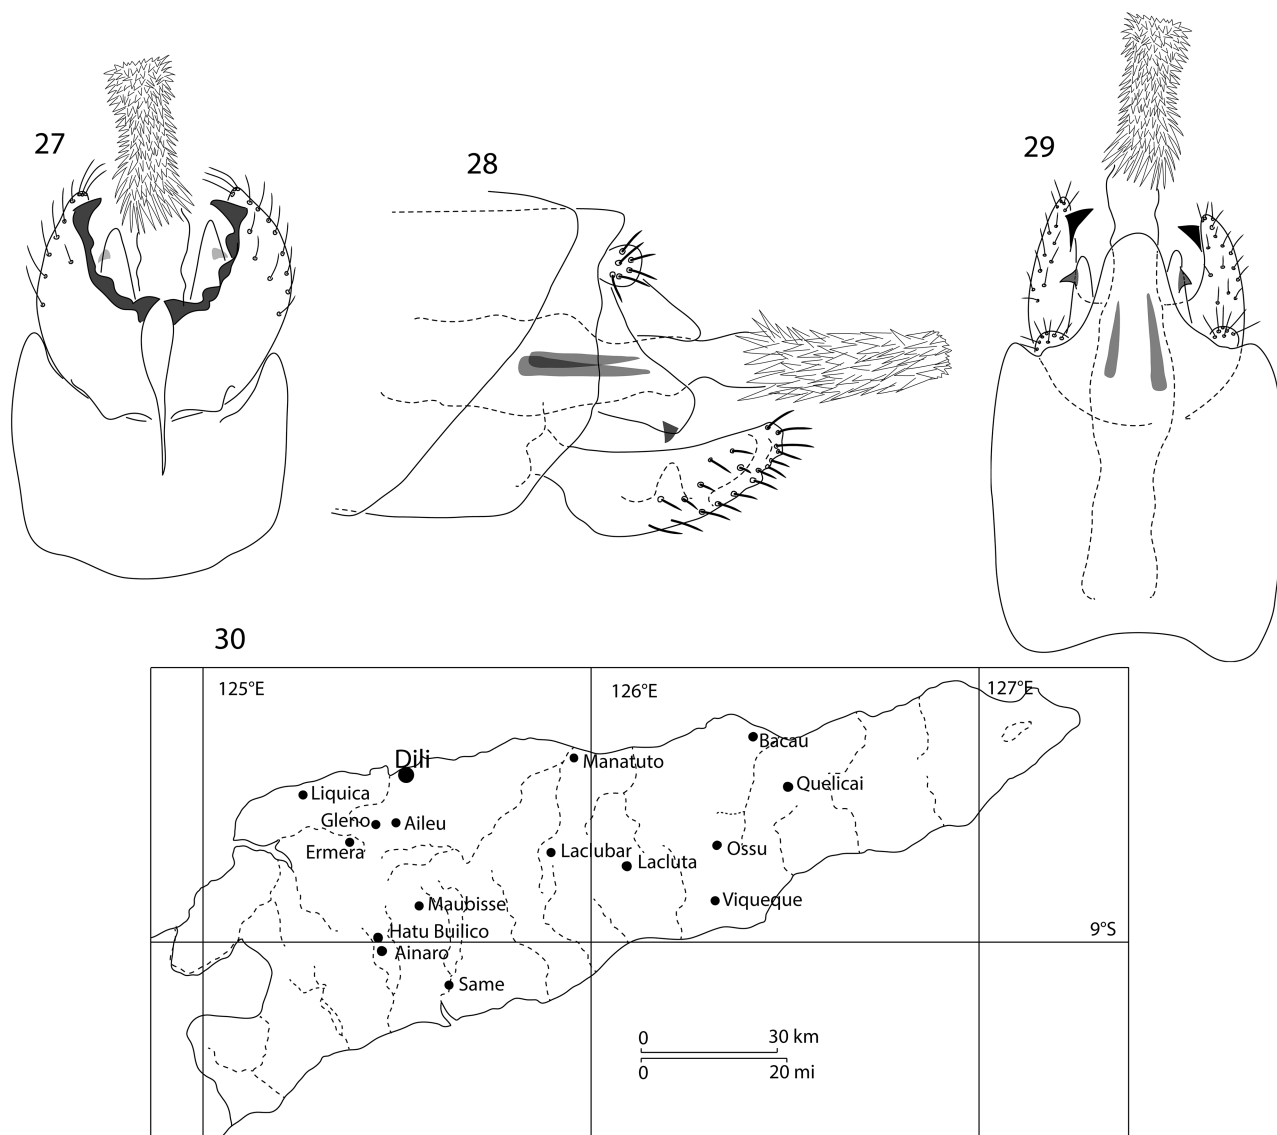 27
28
29
30
125°E
126°E
127°E
Dili
Bacau
Manatuto
Quelicai
Liquica
Gleno
Aileu
Ermera
Laclubar
Lacluta
Ossu
Maubisse
Viqueque
Hatu Builico
9°S
Ainaro
Same
0 30 km
0 20 mi